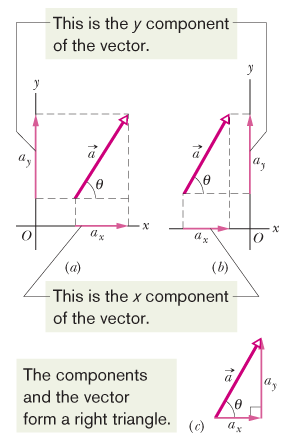 This is the y component
of the vector.
y
a⃗
θ
a_y
O
a_x
x
(a)
y
a⃗
θ
a_y
a_x
O
x
(b)
This is the x component
of the vector.
The components
and the vector
form a right triangle.
a⃗
a_y
θ
a_x
(c)